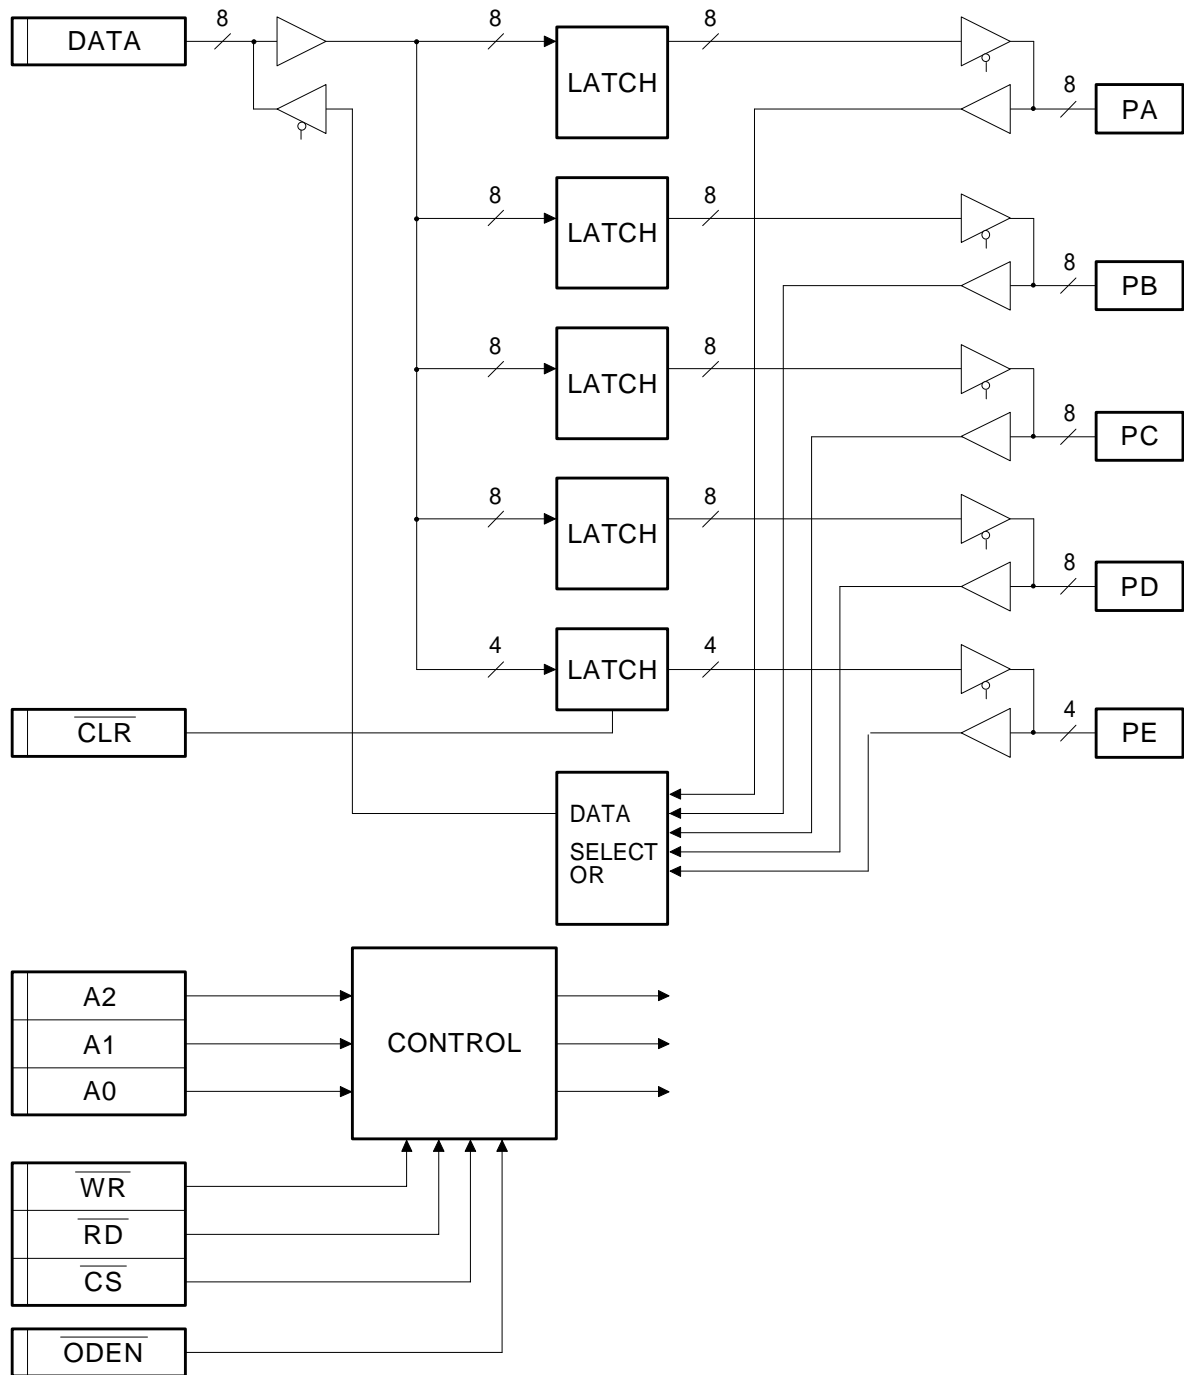 DATA
8
8
LATCH
8
8
PA
8
LATCH
8
8
PB
8
LATCH
8
8
PC
8
LATCH
8
8
PD
4
LATCH
4
4
PE
CLR
DATA
SELECT
OR
A2
A1
A0
CONTROL
WR
RD
CS
ODEN